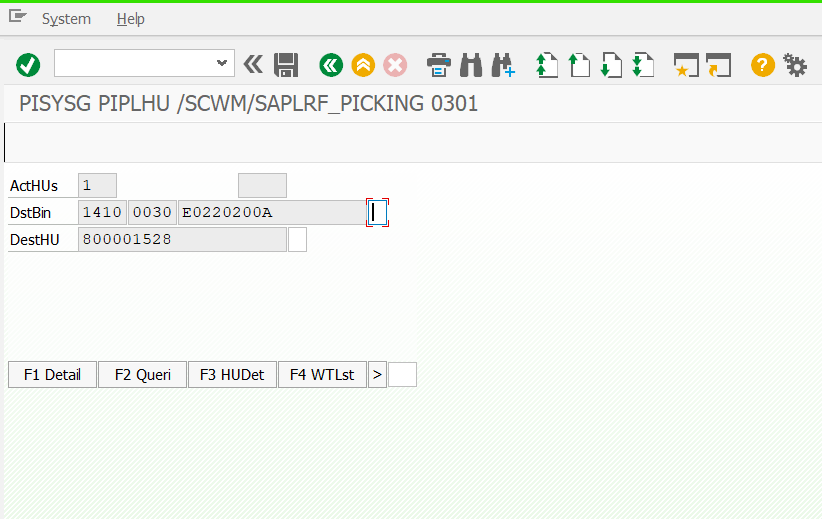 System Help
PISYSG PIPLHU /SCWM/SAPLRF_PICKING 0301
ActHUs 1
DstBin 1410 0030 E0220200A
DestHU 800001528
F1 Detail F2 Queri F3 HUDet F4 WTLst >